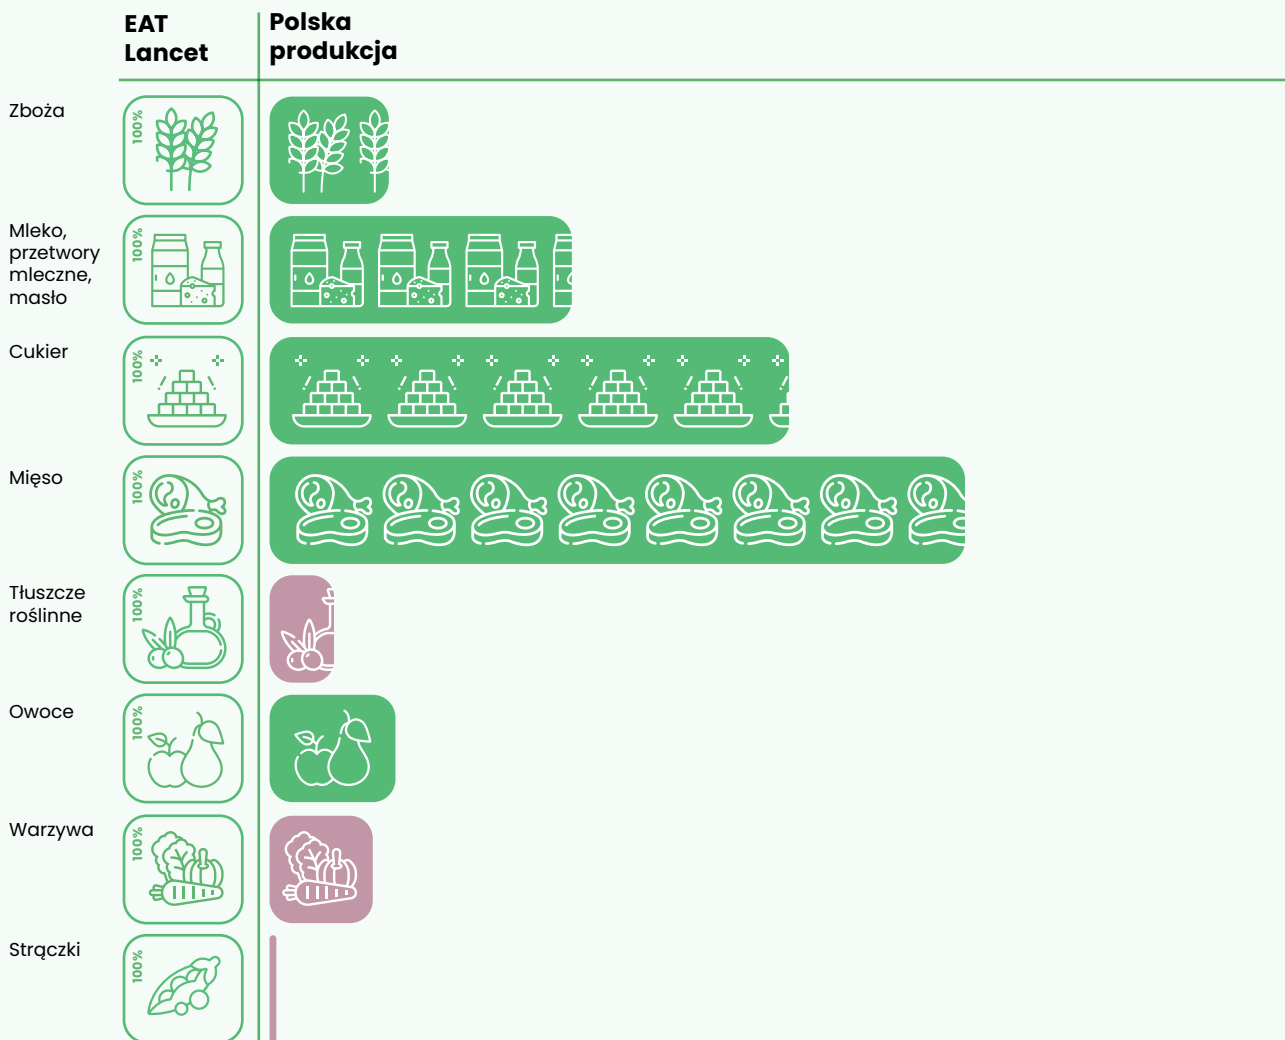 EAT
Lancet
Polska
produkcja
Zboża
100%
Mleko,
przetwory
mleczne,
masło
100%
Cukier
100%
Mięso
100%
Tłuszcze
roślinne
100%
Owoce
100%
Warzywa
100%
Strączki
100%